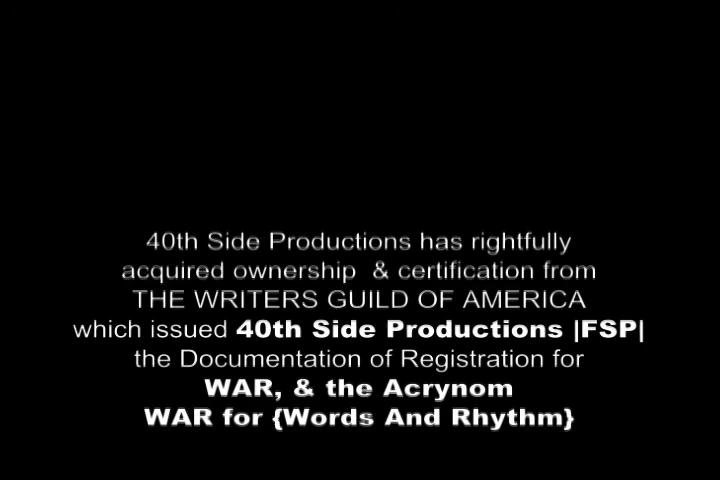 40th Side Productions has rightfully
acquired ownership & certification from
THE WRITERS GUILD OF AMERICA
which issued 40th Side Productions |FSP|
the Documentation of Registration for
WAR, & the Acrynom
WAR for {Words And Rhythm}